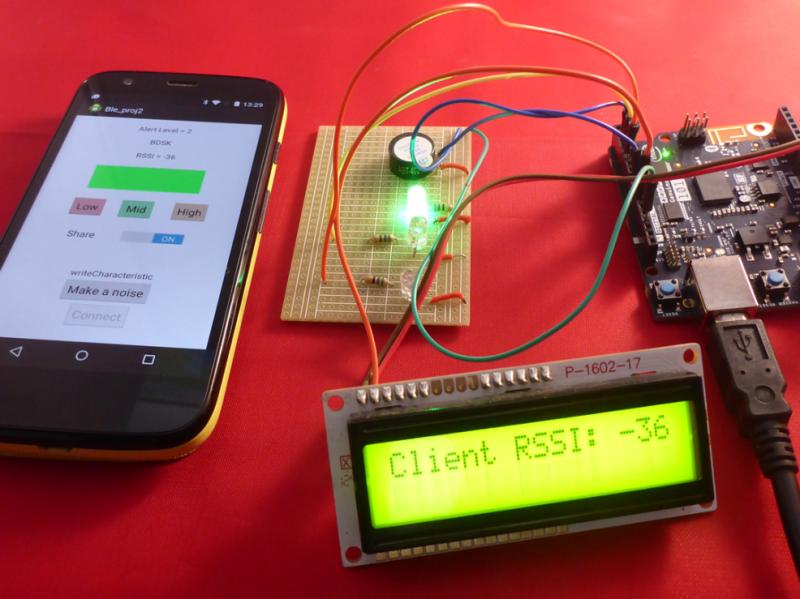 13:29
Ble_proj2
Alert Level = 2
BDSK
RSSI = -36
Low Mid High
Share ON
writeCharacteristic
Make a noise
Connect
101
P-1602-17
Client RSSI: -36